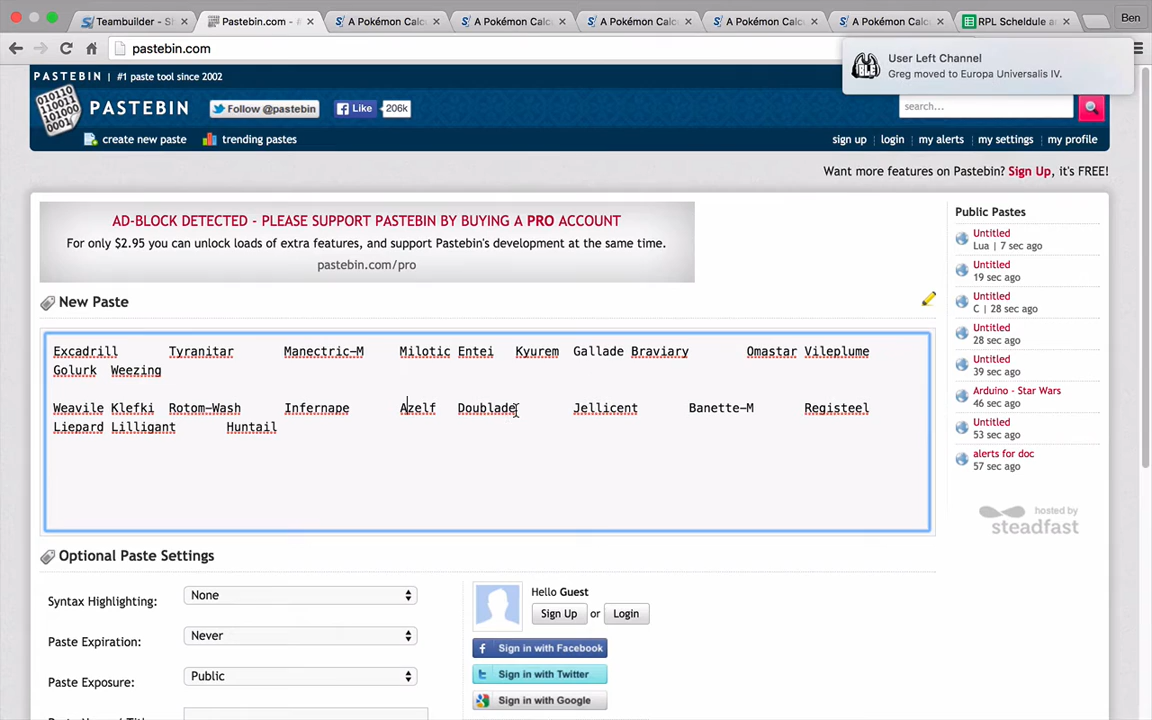 Teambuilder - S
Pastebin.com -
A Pokémon Calc
A Pokémon Calc
A Pokémon Calc
A Pokémon Calc
A Pokémon Calc
RPL Scheldule a
Ben
pastebin.com
User Left Channel
Greg moved to Europa Universalis IV.
PASTEBIN | #1 paste tool since 2002
PASTEBIN
Follow @pastebin
Like
206k
search...
create new paste
trending pastes
sign up
login
my alerts
my settings
my profile
Want more features on Pastebin? Sign Up, it's FREE!
AD-BLOCK DETECTED - PLEASE SUPPORT PASTEBIN BY BUYING A PRO ACCOUNT
For only $2.95 you can unlock loads of extra features, and support Pastebin's development at the same time.
pastebin.com/pro
New Paste
Excadrill Tyranitar Manectric-M Milotic Entei Kyurem Gallade Braviary Omastar Vileplume
Golurk Weezing
Weavile Klefki Rotom-Wash Infernape Azelf Doublade Jellicent Banette-M Registeel
Liepard Lilligant Huntail
Public Pastes
Untitled
Lua | 7 sec ago
Untitled
19 sec ago
Untitled
C | 28 sec ago
Untitled
28 sec ago
Untitled
39 sec ago
Arduino - Star Wars
46 sec ago
Untitled
53 sec ago
alerts for doc
57 sec ago
hosted by
steadfast
Optional Paste Settings
Syntax Highlighting:
None
Paste Expiration:
Never
Paste Exposure:
Public
Hello Guest
Sign Up or Login
Sign in with Facebook
Sign in with Twitter
Sign in with Google